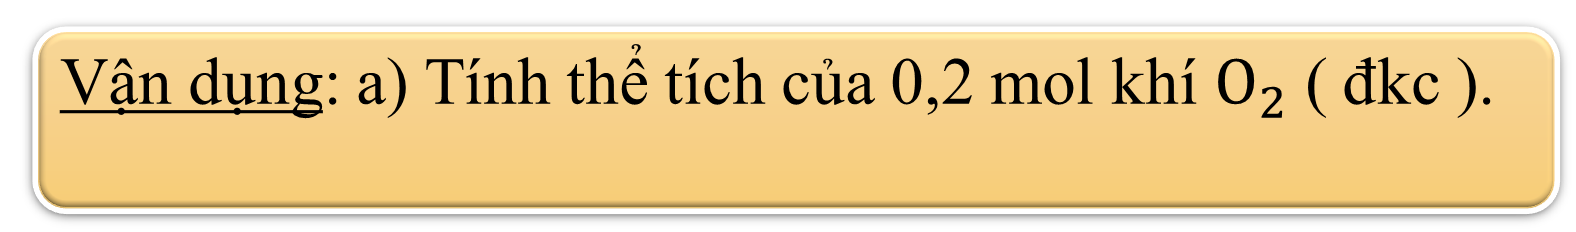 Vận dụng: a) Tính thể tích của 0,2 mol khí O₂ ( đkc ).